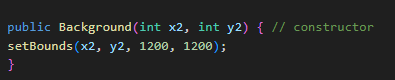 public Background(int x2, int y2) { // constructor
setBounds(x2, y2, 1200, 1200);
}